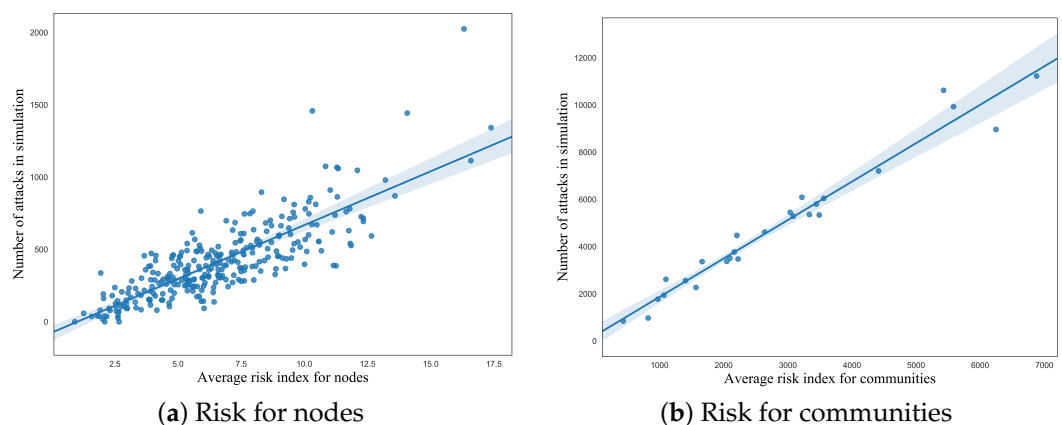 2000
1500
1000
500
0
Number of attacks in simulation
2.5 5.0 7.5 10.0 12.5 15.0 17.5
Average risk index for nodes
(a) Risk for nodes
12000
10000
8000
6000
4000
2000
0
Number of attacks in simulation
1000 2000 3000 4000 5000 6000 7000
Average risk index for communities
(b) Risk for communities